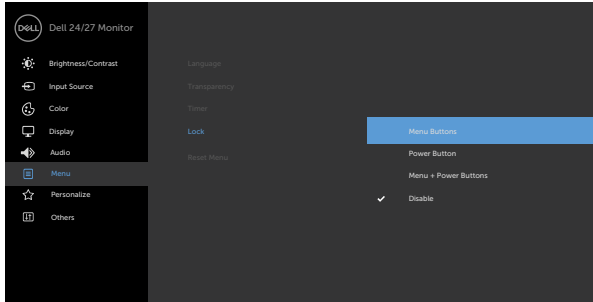 DELL Dell 24/27 Monitor
Brightness/Contrast
Input Source
Color
Display
Audio
Menu
Personalize
Others
Language
Transparency
Timer
Lock
Reset Menu
Menu Buttons
Power Button
Menu + Power Buttons
Disable